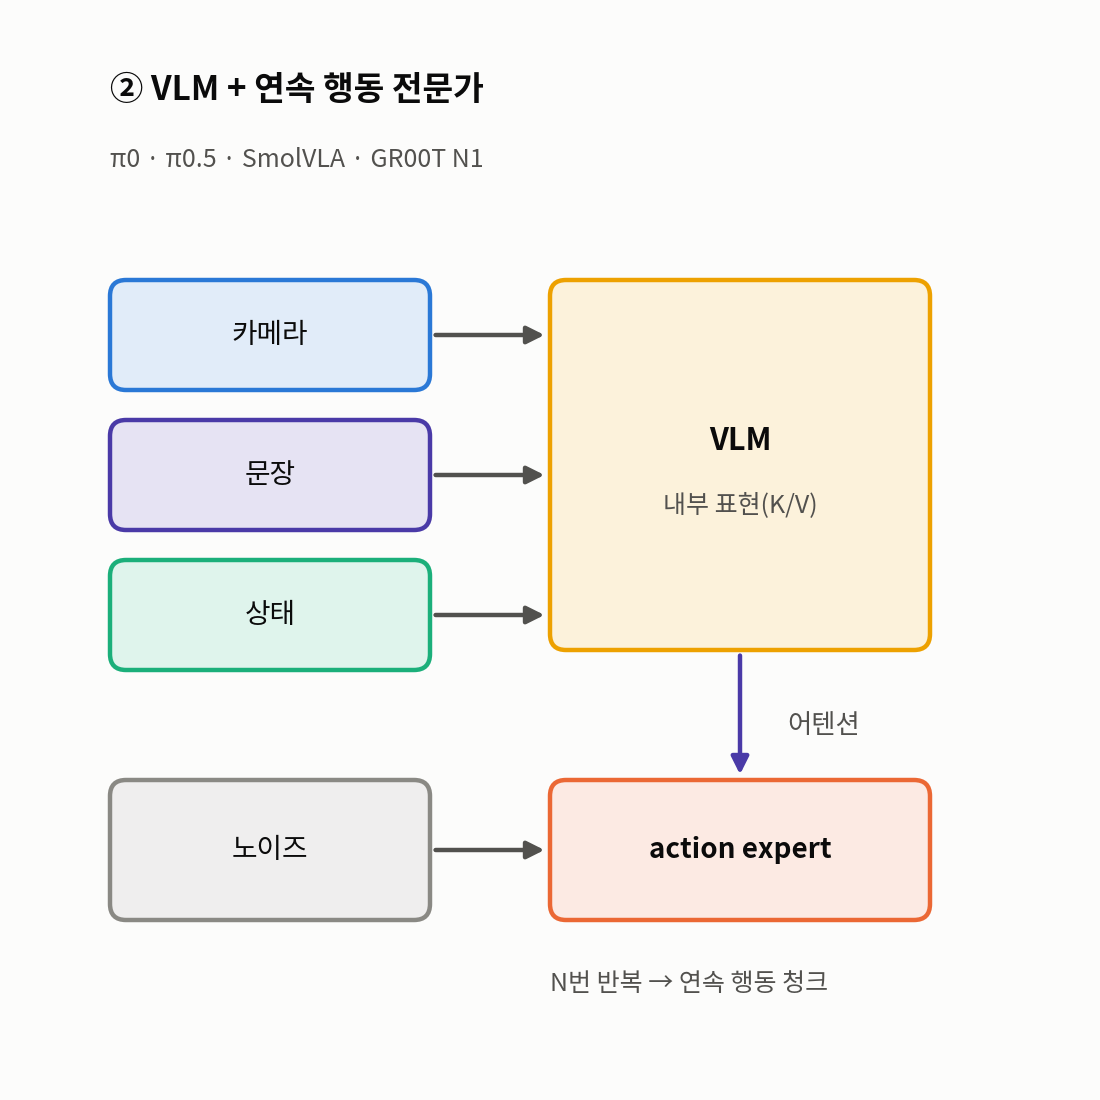 ② VLM + 연속 행동 전문가
π0 · π0.5 · SmolVLA · GR00T N1
카메라
문장
상태
VLM
내부 표현(K/V)
어텐션
노이즈
action expert
N번 반복 → 연속 행동 청크